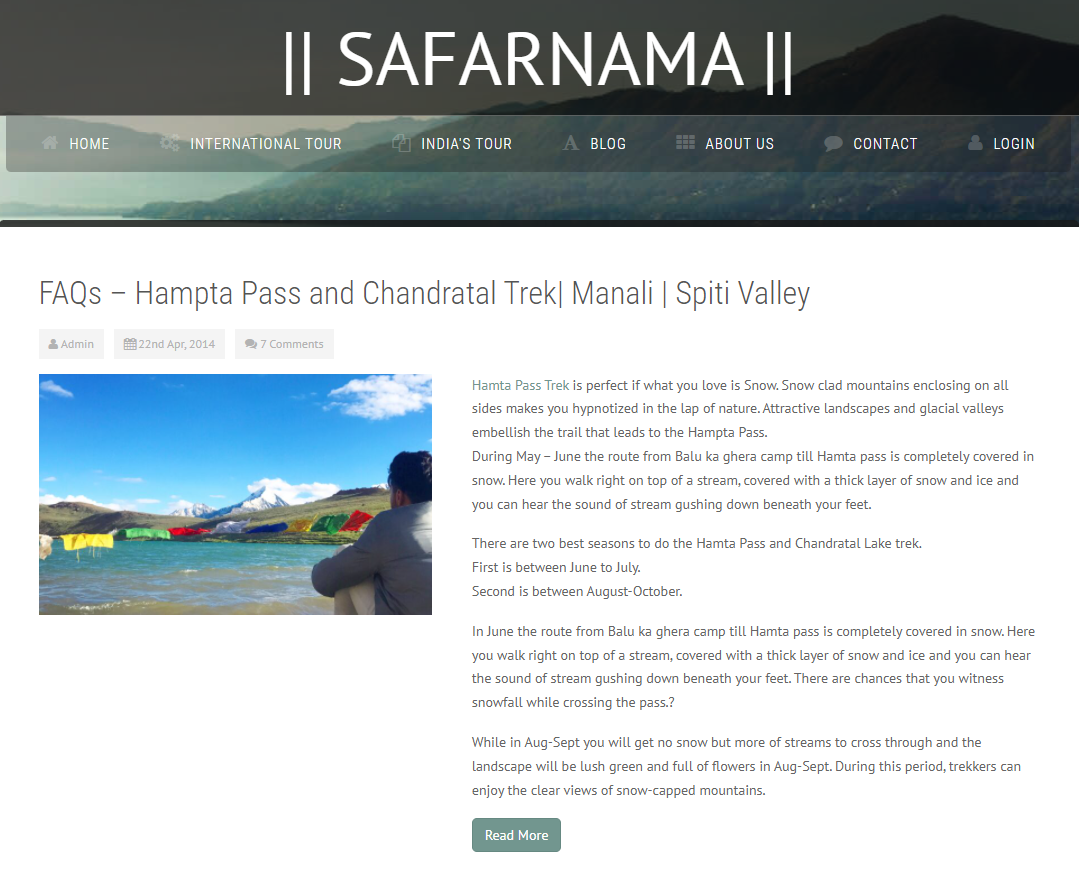 || SAFARNAMA ||
HOME INTERNATIONAL TOUR INDIA'S TOUR BLOG ABOUT US CONTACT LOGIN
FAQs – Hampta Pass and Chandratal Trek| Manali | Spiti Valley
Admin 22nd Apr, 2014 7 Comments
Hamta Pass Trek is perfect if what you love is Snow. Snow clad mountains enclosing on all
sides makes you hypnotized in the lap of nature. Attractive landscapes and glacial valleys
embellish the trail that leads to the Hampta Pass.
During May – June the route from Balu ka ghera camp till Hamta pass is completely covered in
snow. Here you walk right on top of a stream, covered with a thick layer of snow and ice and
you can hear the sound of stream gushing down beneath your feet.
There are two best seasons to do the Hamta Pass and Chandratal Lake trek.
First is between June to July.
Second is between August-October.
In June the route from Balu ka ghera camp till Hamta pass is completely covered in snow. Here
you walk right on top of a stream, covered with a thick layer of snow and ice and you can hear
the sound of stream gushing down beneath your feet. There are chances that you witness
snowfall while crossing the pass.?
While in Aug-Sept you will get no snow but more of streams to cross through and the
landscape will be lush green and full of flowers in Aug-Sept. During this period, trekkers can
enjoy the clear views of snow-capped mountains.
Read More